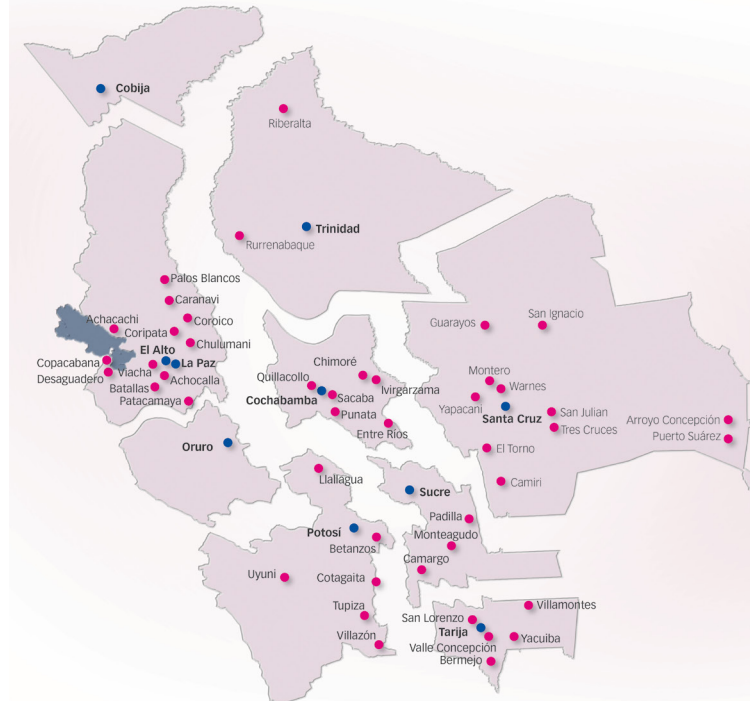 Cobija
Riberalta
Trinidad
Rurrenabaque
Palos Blancos
Caranavi
Coroico
Achacachi
Coripata
Chulumani
El Alto
La Paz
Copacabana
Viacha
Desaguadero
Achocalla
Batallas
Patacamaya
Guarayos
San Ignacio
Chimoré
Quillacollo
Ivirgárzama
Cochabamba
Sacaba
Punata
Entre Ríos
Montero
Warnes
Yapacani
Santa Cruz
San Julian
Tres Cruces
Arroyo Concepción
Puerto Suárez
El Torno
Camiri
Oruro
Llallagua
Sucre
Padilla
Potosí
Betanzos
Monteagudo
Camargo
Uyuni
Cotagaita
Tupiza
Villazón
Villamontes
San Lorenzo
Tarija
Yacuiba
Valle Concepción
Bermejo